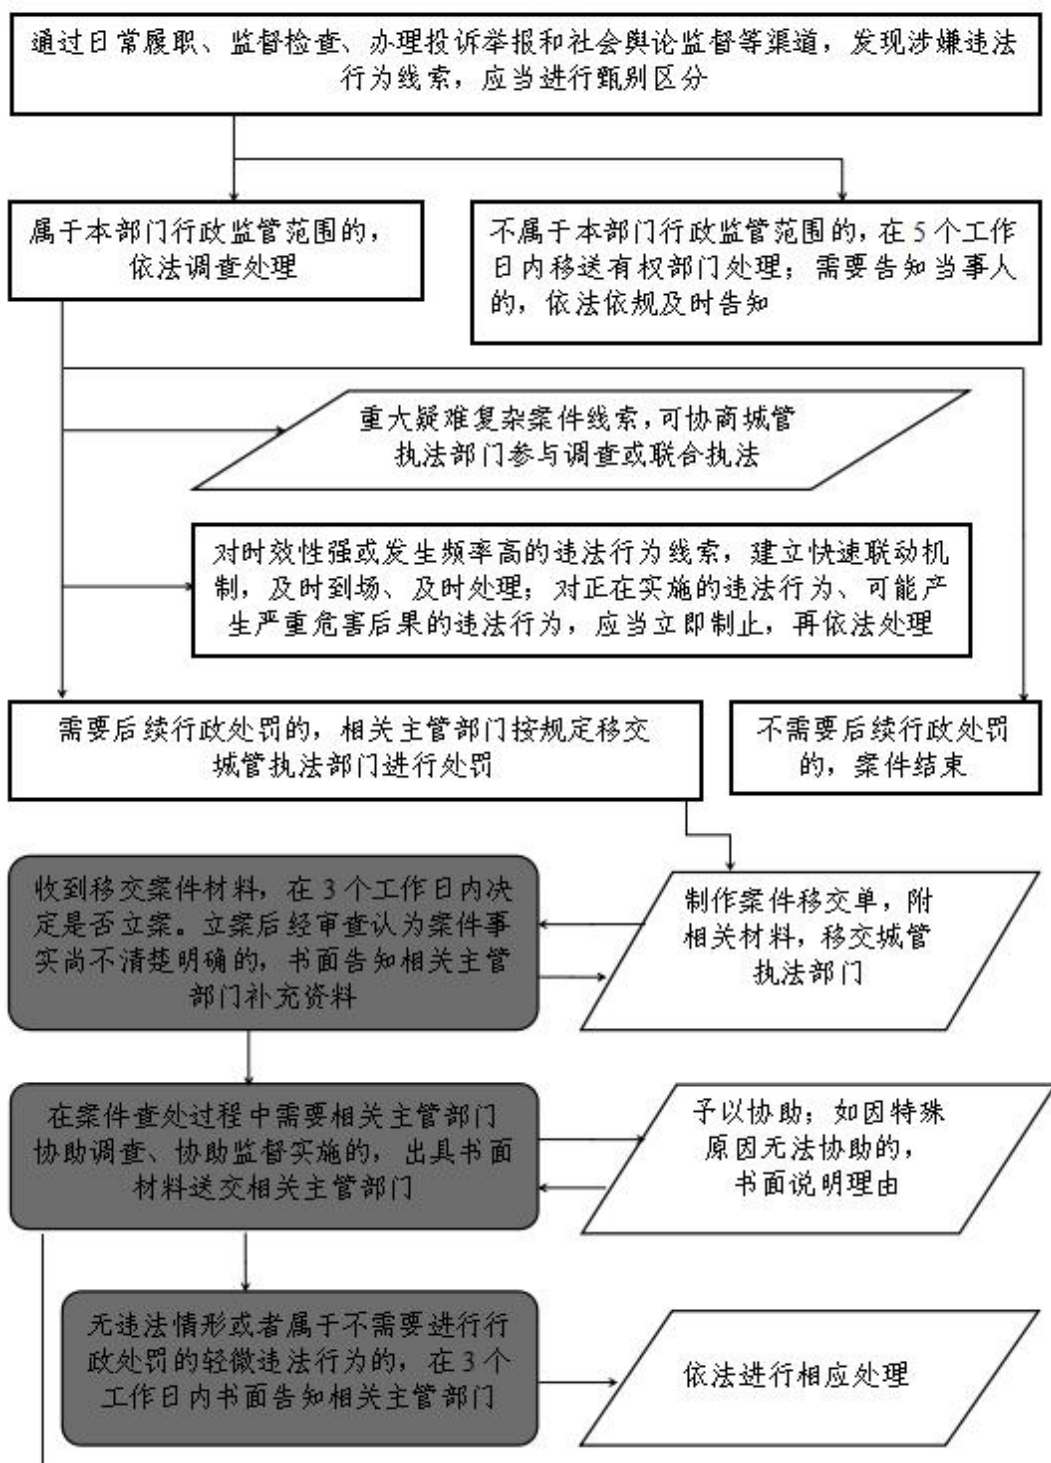 通过日常履职、监督检查、办理投诉举报和社会舆论监督等渠道，发现涉嫌违法
行为线索，应当进行甄别区分
属于本部门行政监管范围的，
依法调查处理
不属于本部门行政监管范围的，在 5 个工作
日内移送有权部门处理；需要告知当事人
的，依法依规及时告知
重大疑难复杂案件线索，可协商城管
执法部门参与调查或联合执法
对时效性强或发生频率高的违法行为线索，建立快速联动机
制，及时到场、及时处理；对正在实施的违法行为、可能产
生严重危害后果的违法行为，应当立即制止，再依法处理
需要后续行政处罚的，相关主管部门按规定移交
城管执法部门进行处罚
不需要后续行政处罚
的，案件结束
收到移交案件材料，在 3 个工作日内决
定是否立案。立案后经审查认为案件事
实尚不清楚明确的，书面告知相关主管
部门补充资料
制作案件移交单，附
相关材料，移交城管
执法部门
在案件查处过程中需要相关主管部门
协助调查、协助监督实施的，出具书面
材料送交相关主管部门
予以协助；如因特殊
原因无法协助的，
书面说明理由
无违法情形或者属于不需要进行行
政处罚的轻微违法行为的，在 3 个
工作日内书面告知相关主管部门
依法进行相应处理